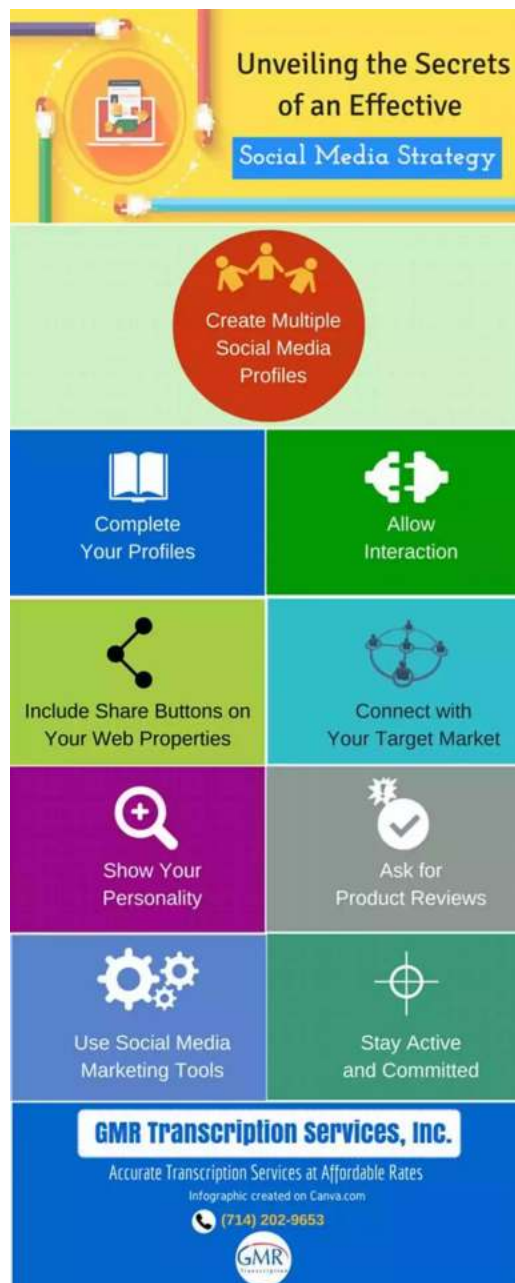 Unveiling the Secrets
of an Effective
Social Media Strategy
Create Multiple
Social Media
Profiles
Complete
Your Profiles
Allow
Interaction
Include Share Buttons on
Your Web Properties
Connect with
Your Target Market
Show Your
Personality
Ask for
Product Reviews
Use Social Media
Marketing Tools
Stay Active
and Committed
GMR Transcription Services, Inc.
Accurate Transcription Services at Affordable Rates
Infographic created on Canva.com
(714) 202-9653
GMR
Transcription